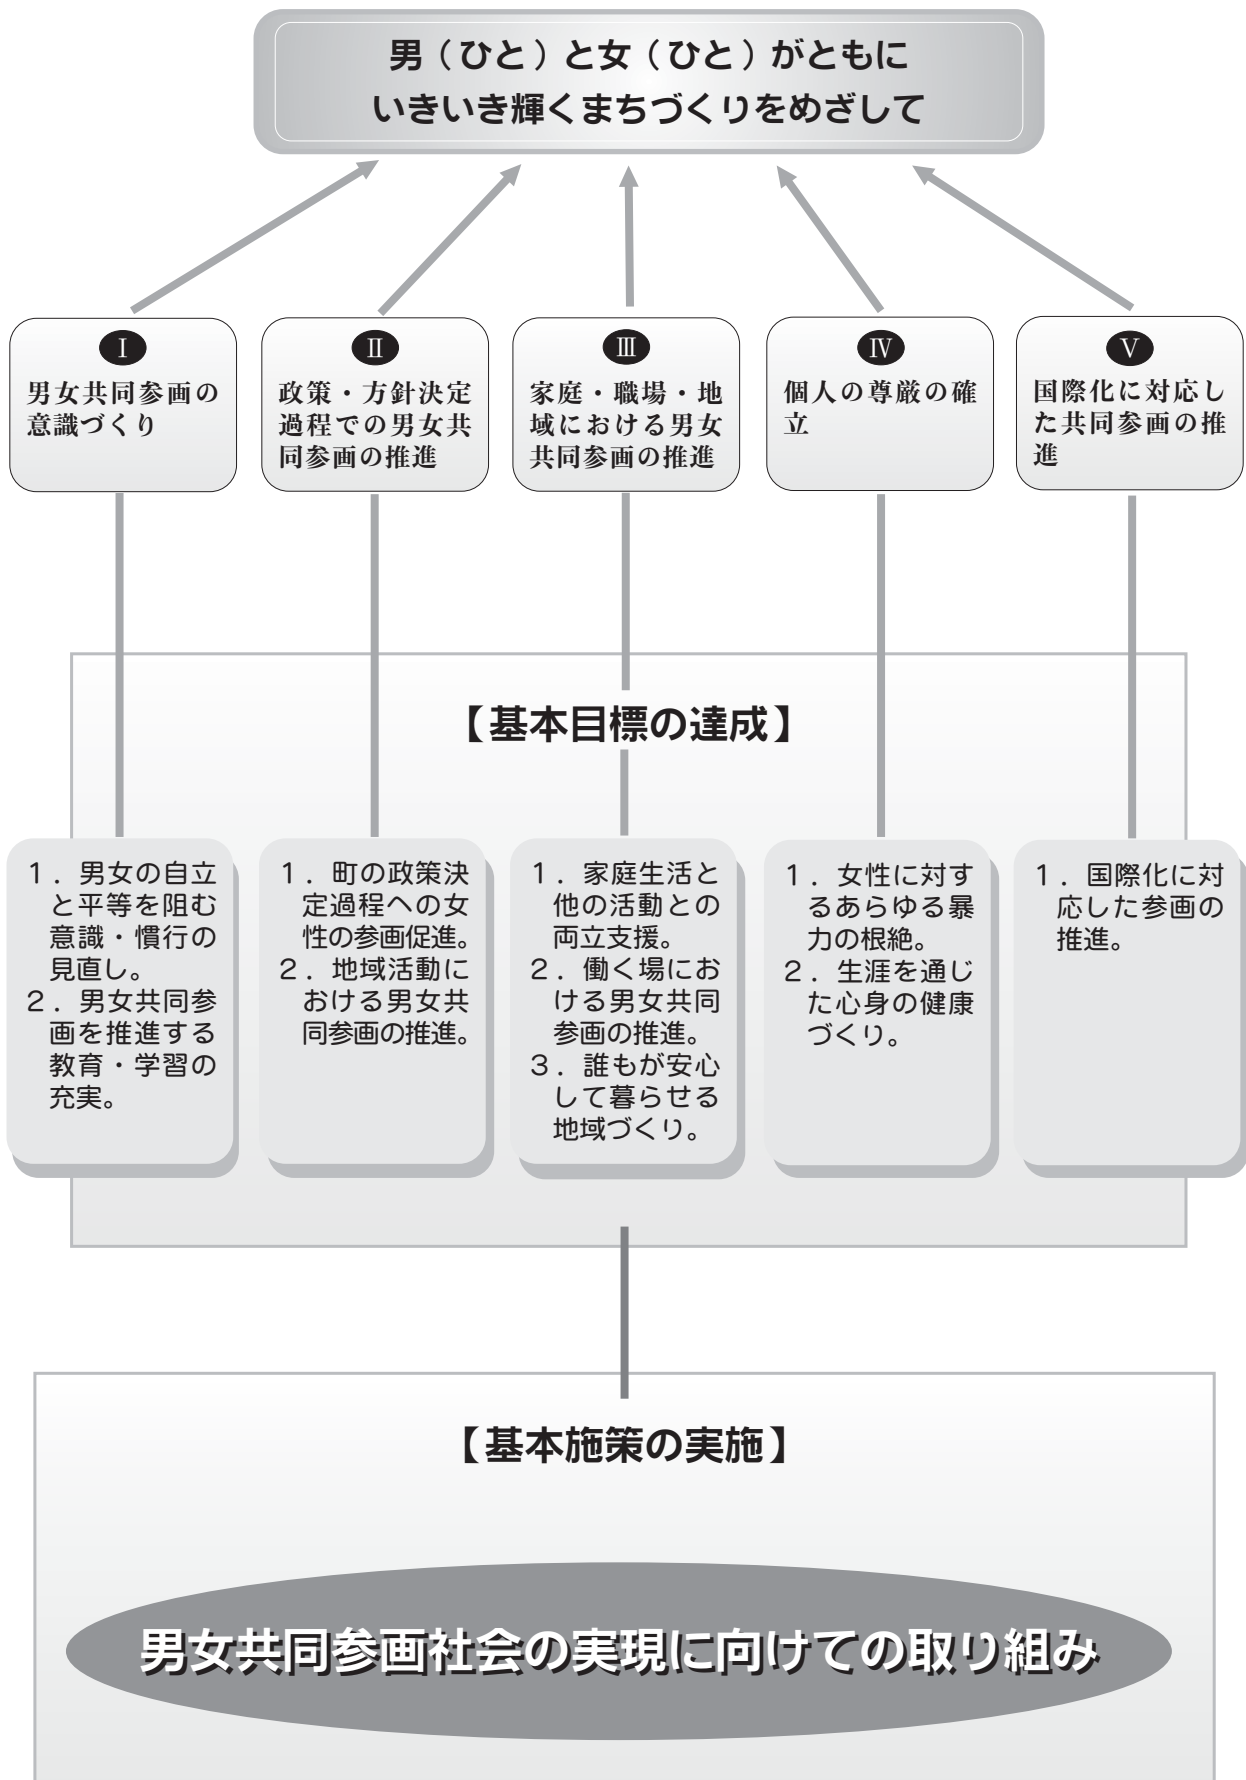 男（ひと）と女（ひと）がともに
いきいき輝くまちづくりをめざして
Ⅰ
男女共同参画の
意識づくり
Ⅱ
政策・方針決定
過程での男女共
同参画の推進
Ⅲ
家庭・職場・地
域における男女
共同参画の推進
Ⅳ
個人の尊厳の確
立
Ⅴ
国際化に対応し
た共同参画の推
進
【基本目標の達成】
１．男女の自立
と平等を阻む
意識・慣行の
見直し。
２．男女共同参
画を推進する
教育・学習の
充実。
１．町の政策決
定過程への女
性の参画促進。
２．地域活動に
おける男女共
同参画の推進。
１．家庭生活と
他の活動との
両立支援。
２．働く場にお
ける男女共同
参画の推進。
３．誰もが安心
して暮らせる
地域づくり。
１．女性に対す
るあらゆる暴
力の根絶。
２．生涯を通じ
た心身の健康
づくり。
１．国際化に対
応した参画の
推進。
【基本施策の実施】
男女共同参画社会の実現に向けての取り組み